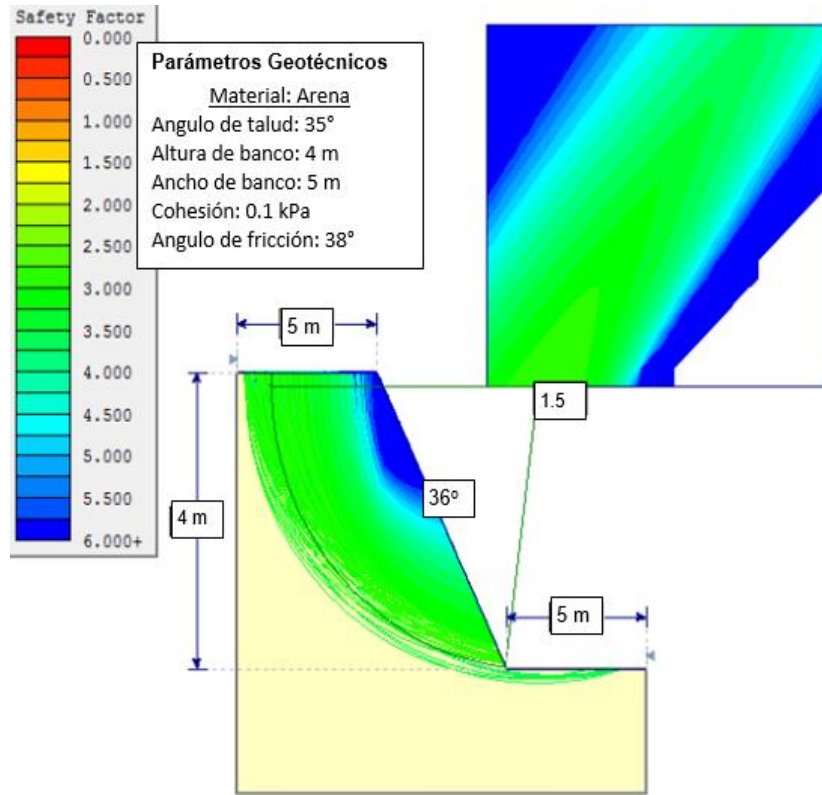 Safety Factor
0.000
0.500
1.000
1.500
2.000
2.500
3.000
3.500
4.000
4.500
5.000
5.500
6.000+
Parámetros Geotécnicos
Material: Arena
Angulo de talud: 35°
Altura de banco: 4 m
Ancho de banco: 5 m
Cohesión: 0.1 kPa
Angulo de fricción: 38°
5 m
1.5
36º
4 m
5 m